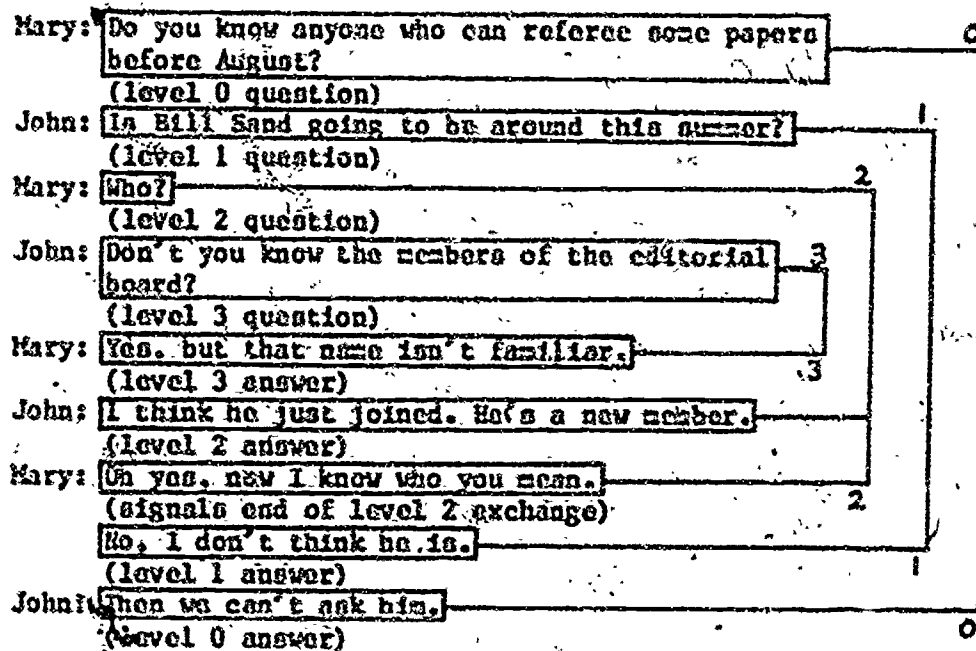 Mary: Do you know anyone who can referee some papers 0
before August?
(level 0 question)
John: Is Bill Sand going to be around this summer? 1
(level 1 question)
Mary: Who? 2
(level 2 question)
John: Don't you know the members of the editorial 3
board?
(level 3 question)
Mary: Yes, but that name isn't familiar. 3
(level 3 answer)
John: I think he just joined. He's a new member.
(level 2 answer)
Mary: Oh yes, now I know who you mean. 2
(signals end of level 2 exchange)
No, I don't think he is. 1
(level 1 answer)
John: Then we can't ask him. 0
(level 0 answer)